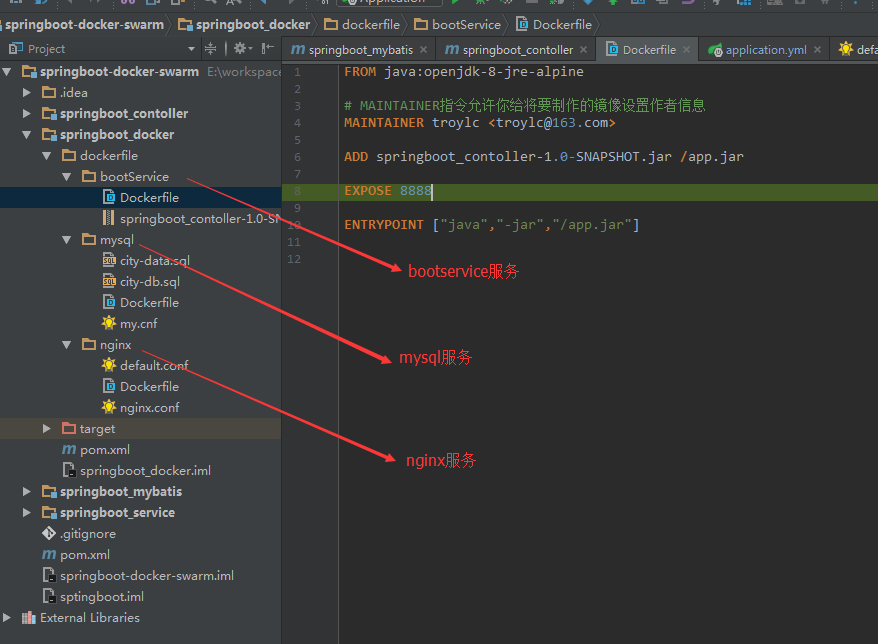 Application
springboot-docker-swarm springboot_docker dockerfile bootService Dockerfile
Project
springboot_mybatis springboot_contoller Dockerfile application.yml defa
springboot-docker-swarm E:\workspace
.idea
springboot_contoller
springboot_docker
dockerfile
bootService
Dockerfile
springboot_contoller-1.0-SN
mysql
city-data.sql
city-db.sql
Dockerfile
my.cnf
nginx
default.conf
Dockerfile
nginx.conf
target
pom.xml
springboot_docker.iml
springboot_mybatis
springboot_service
.gitignore
pom.xml
springboot-docker-swarm.iml
sptingboot.iml
External Libraries
1 FROM java:openjdk-8-jre-alpine
2
3 # MAINTAINER指令允许你给将要制作的镜像设置作者信息
4 MAINTAINER troylc <troylc@163.com>
5
6 ADD springboot_contoller-1.0-SNAPSHOT.jar /app.jar
7
8 EXPOSE 8888
9
10 ENTRYPOINT ["java","-jar","/app.jar"]
11
12
bootservice服务
mysql服务
nginx服务